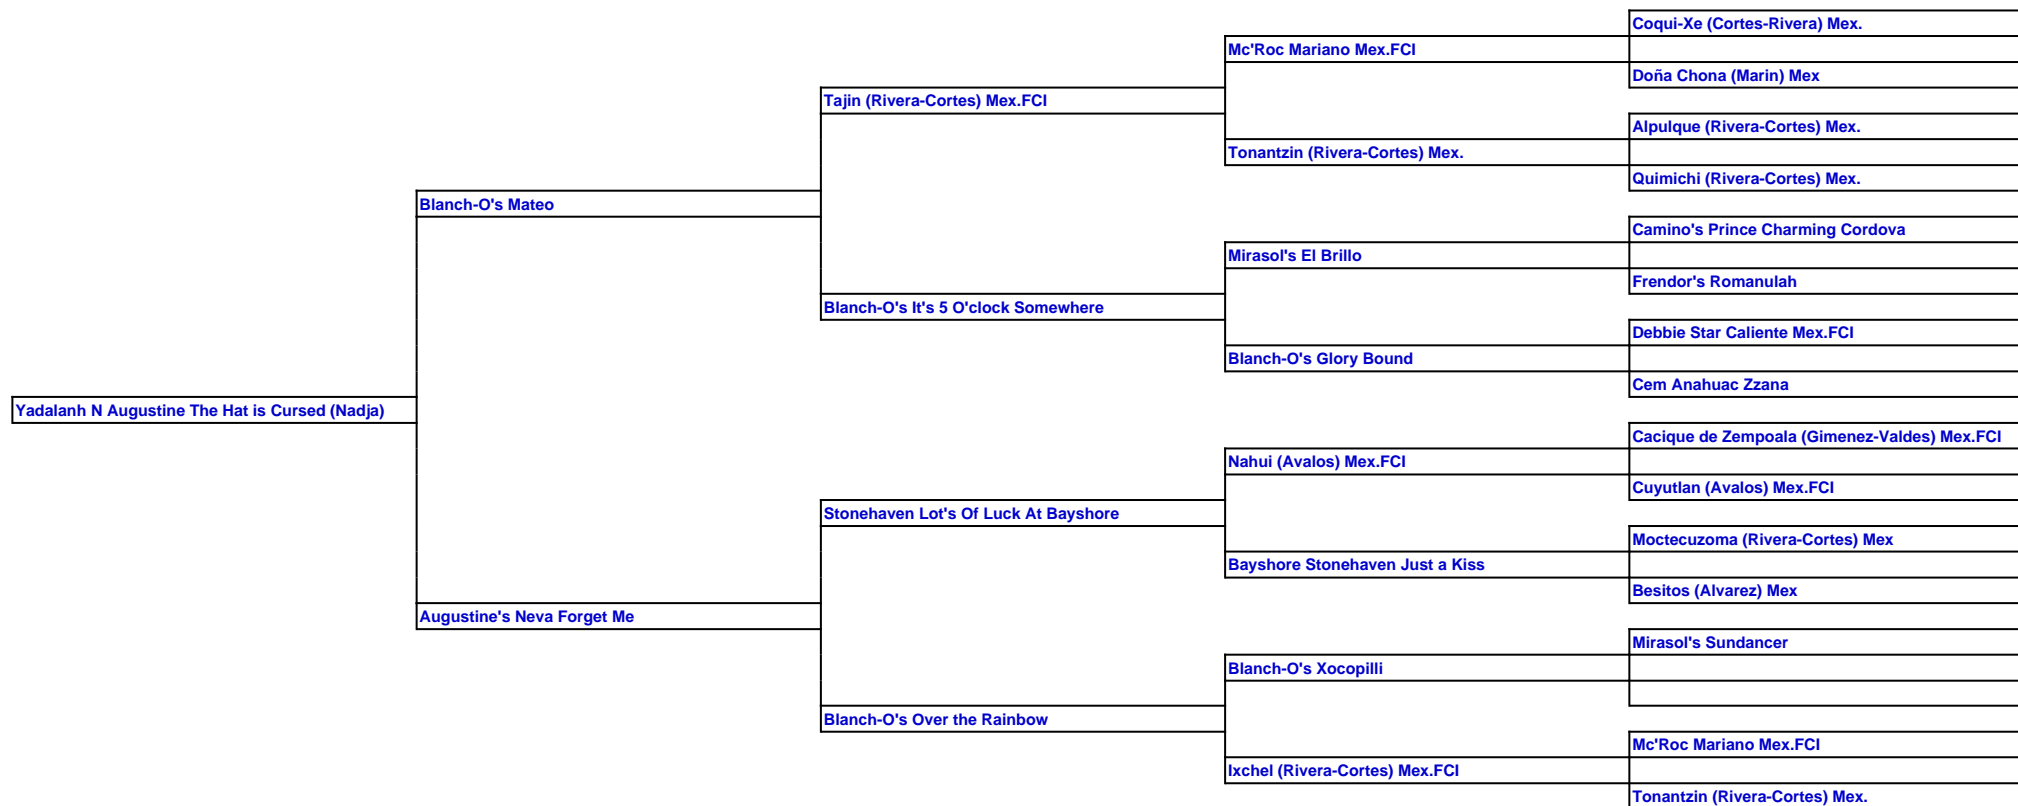 Coqui-Xe (Cortes-Rivera) Mex.
Mc'Roc Mariano Mex.FCI
Doña Chona (Marin) Mex
Tajin (Rivera-Cortes) Mex.FCI
Alpulque (Rivera-Cortes) Mex.
Tonantzin (Rivera-Cortes) Mex.
Quimichi (Rivera-Cortes) Mex.
Blanch-O's Mateo
Camino's Prince Charming Cordova
Mirasol's El Brillo
Frendor's Romanulah
Blanch-O's It's 5 O'clock Somewhere
Debbie Star Caliente Mex.FCI
Blanch-O's Glory Bound
Cem Anahuac Zzana
Yadalanh N Augustine The Hat is Cursed (Nadja)
Cacique de Zempoala (Gimenez-Valdes) Mex.FCI
Nahui (Avalos) Mex.FCI
Cuyutlan (Avalos) Mex.FCI
Stonehaven Lot's Of Luck At Bayshore
Moctecuzoma (Rivera-Cortes) Mex
Bayshore Stonehaven Just a Kiss
Besitos (Alvarez) Mex
Augustine's Neva Forget Me
Mirasol's Sundancer
Blanch-O's Xocopilli
Blanch-O's Over the Rainbow
Mc'Roc Mariano Mex.FCI
Ixchel (Rivera-Cortes) Mex.FCI
Tonantzin (Rivera-Cortes) Mex.